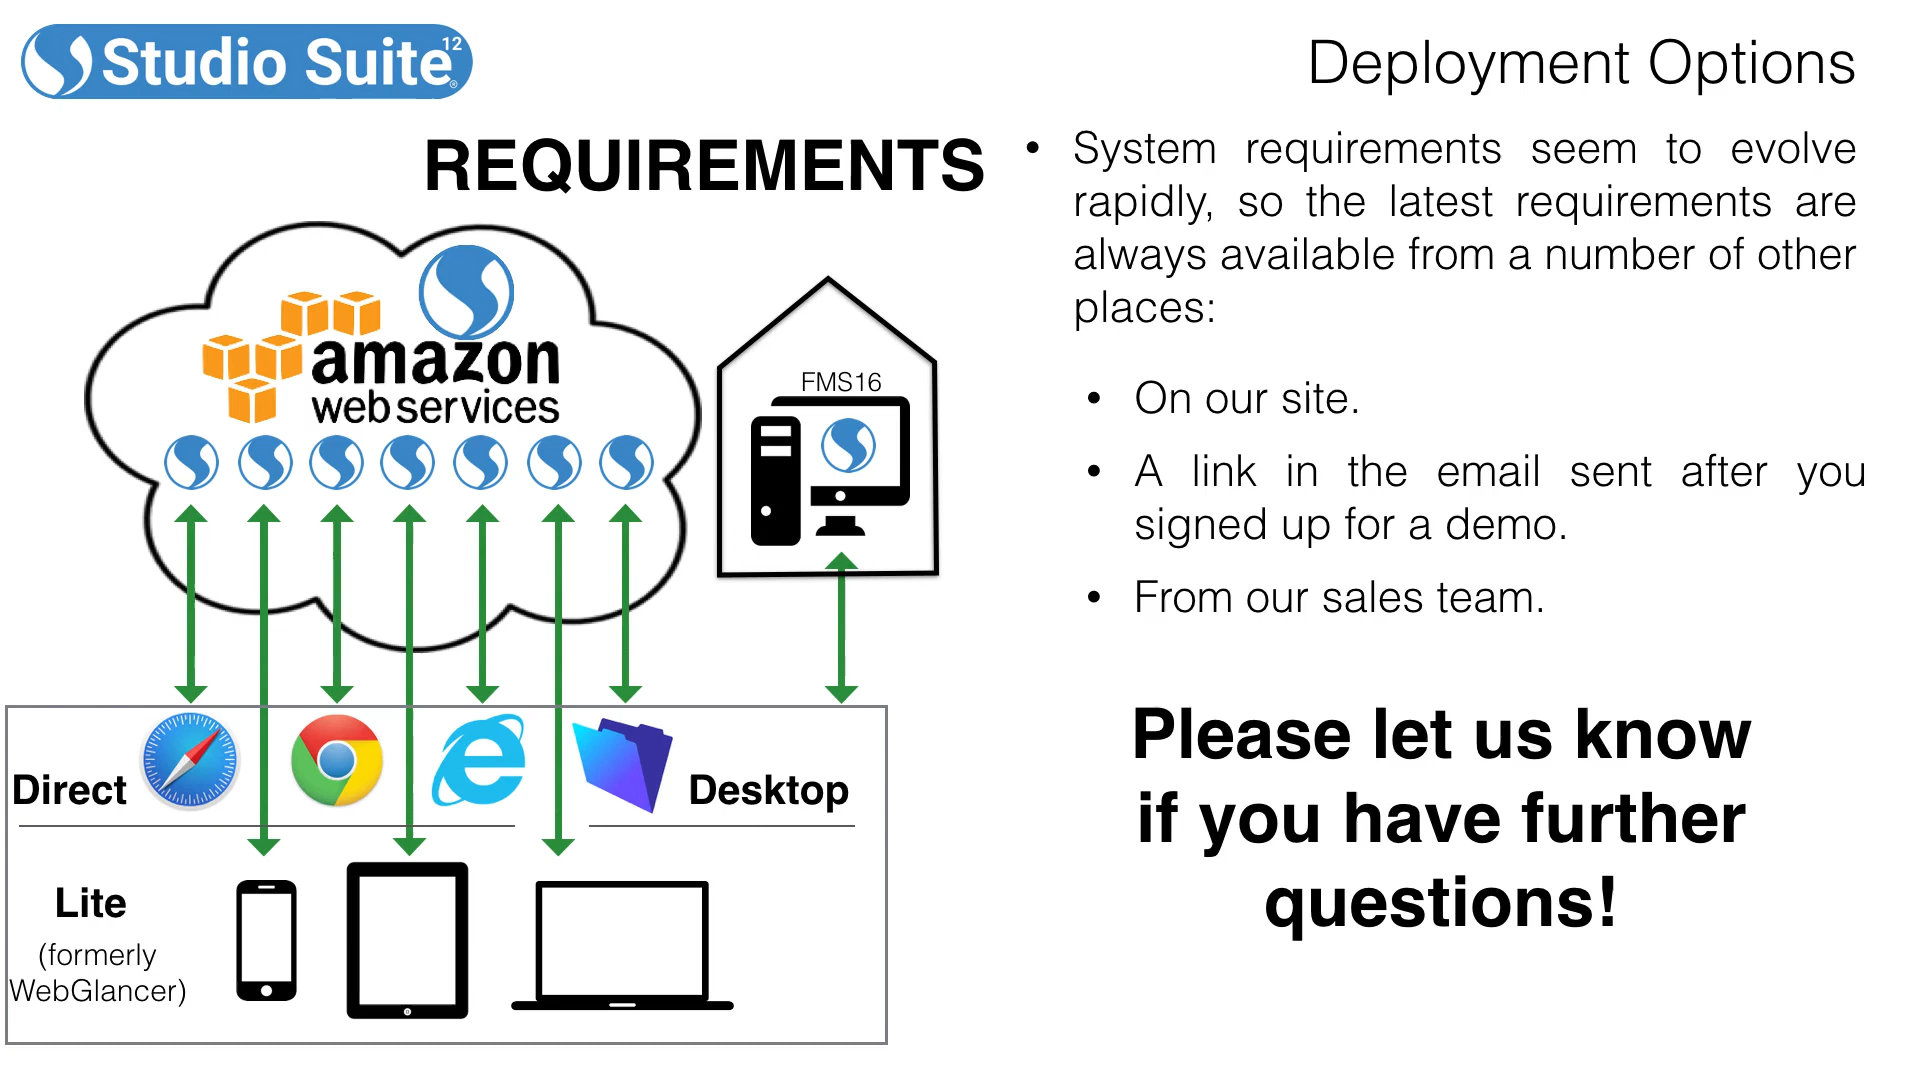 Studio Suite 12 ®
Deployment Options
REQUIREMENTS
• System requirements seem to evolve
rapidly, so the latest requirements are
always available from a number of other
places:
• On our site.
• A link in the email sent after you
signed up for a demo.
• From our sales team.
Please let us know
if you have further
questions!
amazon
web services
FMS16
Direct
Desktop
Lite
(formerly
WebGlancer)